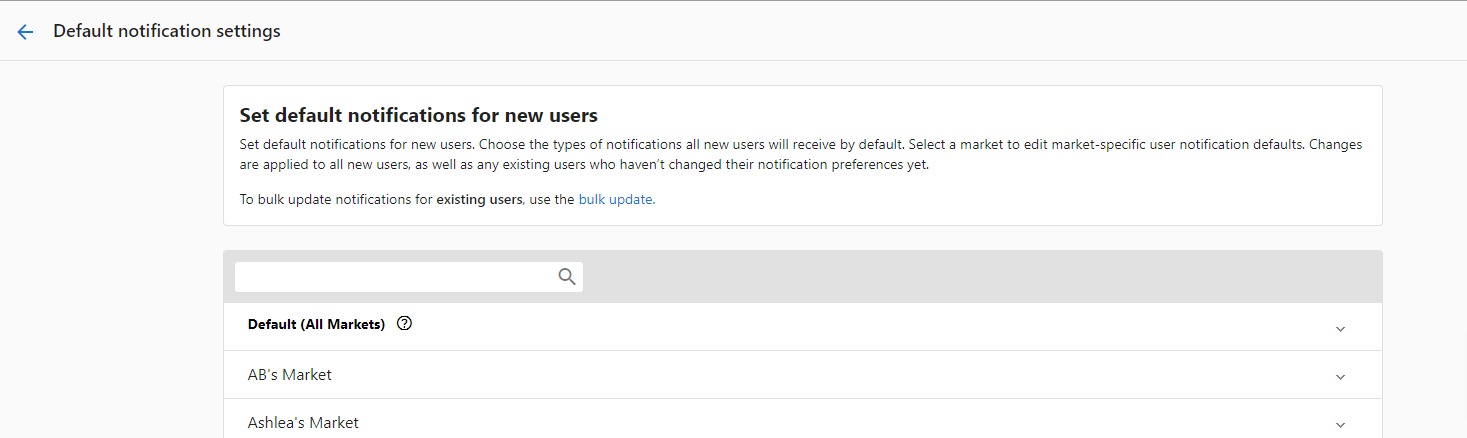 Default notification settings
Set default notifications for new users
Set default notifications for new users. Choose the types of notifications all new users will receive by default. Select a market to edit market-specific user notification defaults. Changes
are applied to all new users, as well as any existing users who haven't changed their notification preferences yet.
To bulk update notifications for existing users, use the bulk update.
Default (All Markets) ?
AB's Market
Ashlea's Market